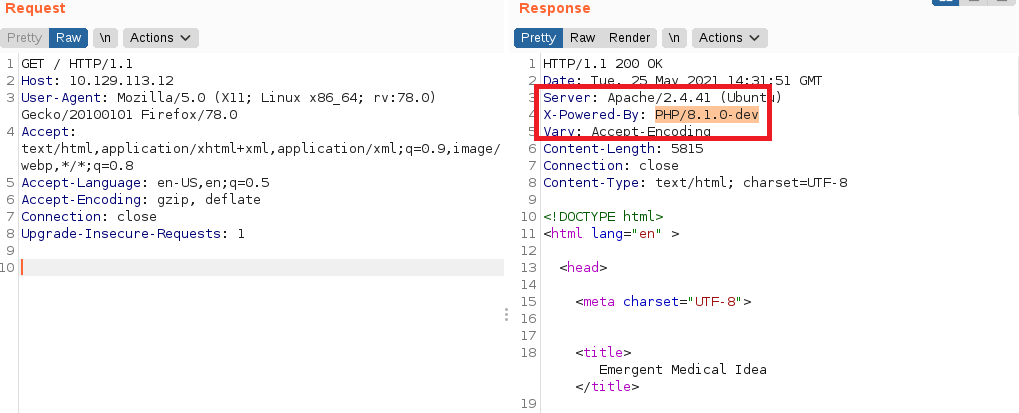 Request
Response
Pretty Raw \n Actions
Pretty Raw Render \n Actions
1 GET / HTTP/1.1
2 Host: 10.129.113.12
3 User-Agent: Mozilla/5.0 (X11; Linux x86_64; rv:78.0)
Gecko/20100101 Firefox/78.0
4 Accept:
text/html,application/xhtml+xml,application/xml;q=0.9,image/
webp,*/*;q=0.8
5 Accept-Language: en-US,en;q=0.5
6 Accept-Encoding: gzip, deflate
7 Connection: close
8 Upgrade-Insecure-Requests: 1
9
10
1 HTTP/1.1 200 OK
2 Date: Tue, 25 May 2021 14:31:51 GMT
3 Server: Apache/2.4.41 (Ubuntu)
4 X-Powered-By: PHP/8.1.0-dev
5 Vary: Accept-Encoding
6 Content-Length: 5815
7 Connection: close
8 Content-Type: text/html; charset=UTF-8
9
10 <!DOCTYPE html>
11 <html lang="en" >
12
13 <head>
14
15 <meta charset="UTF-8">
16
17
18 <title>
Emergent Medical Idea
</title>
19